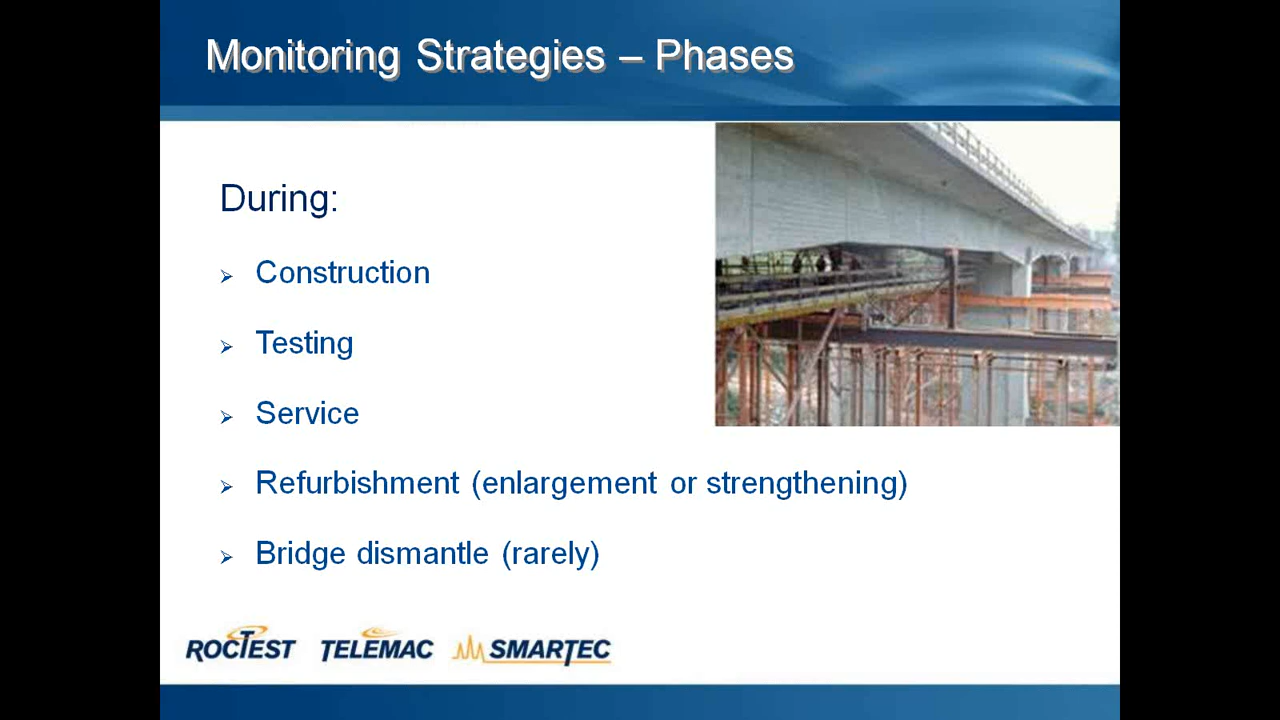 Monitoring Strategies – Phases
During:
Construction
Testing
Service
Refurbishment (enlargement or strengthening)
Bridge dismantle (rarely)
ROCTEST TELEMAC SMARTEC